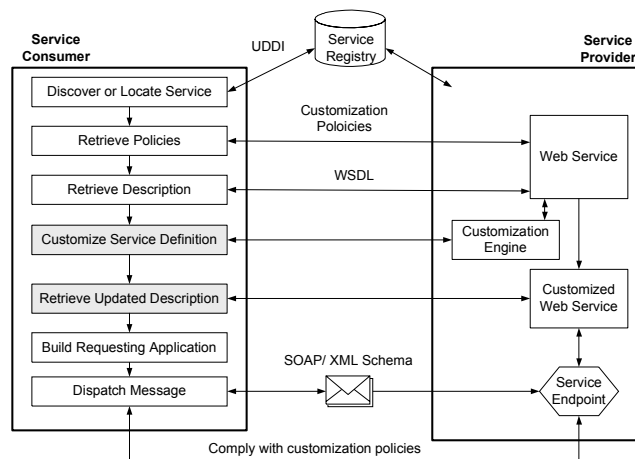 Service
Consumer
UDDI
Service
Registry
Service
Provider
Discover or Locate Service
Customization
Poloicies
Retrieve Policies
Web Service
Retrieve Description
WSDL
Customize Service Definition
Customization
Engine
Retrieve Updated Description
Customized
Web Service
Build Requesting Application
SOAP/ XML Schema
Dispatch Message
Service
Endpoint
Comply with customization policies